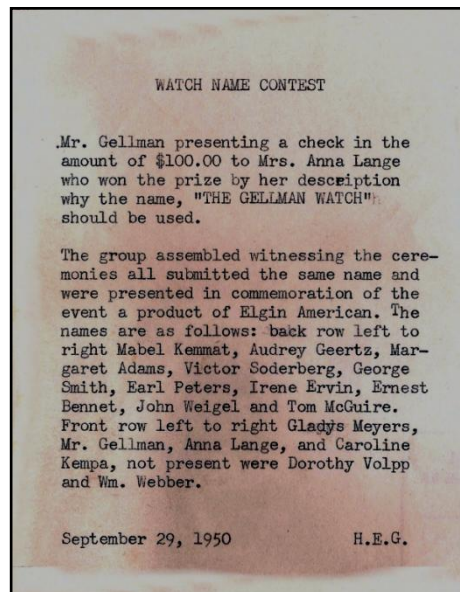 WATCH NAME CONTEST
.Mr. Gellman presenting a check in the
amount of $100.00 to Mrs. Anna Lange
who won the prize by her description
why the name, "THE GELLMAN WATCH"
should be used.
The group assembled witnessing the cere-
monies all submitted the same name and
were presented in commemoration of the
event a product of Elgin American. The
names are as follows: back row left to
right Mabel Kemmat, Audrey Geertz, Mar-
garet Adams, Victor Soderberg, George
Smith, Earl Peters, Irene Ervin, Ernest
Bennet, John Weigel and Tom McGuire.
Front row left to right Gladys Meyers,
Mr. Gellman, Anna Lange, and Caroline
Kempa, not present were Dorothy Volpp
and Wm. Webber.
September 29, 1950 H.E.G.